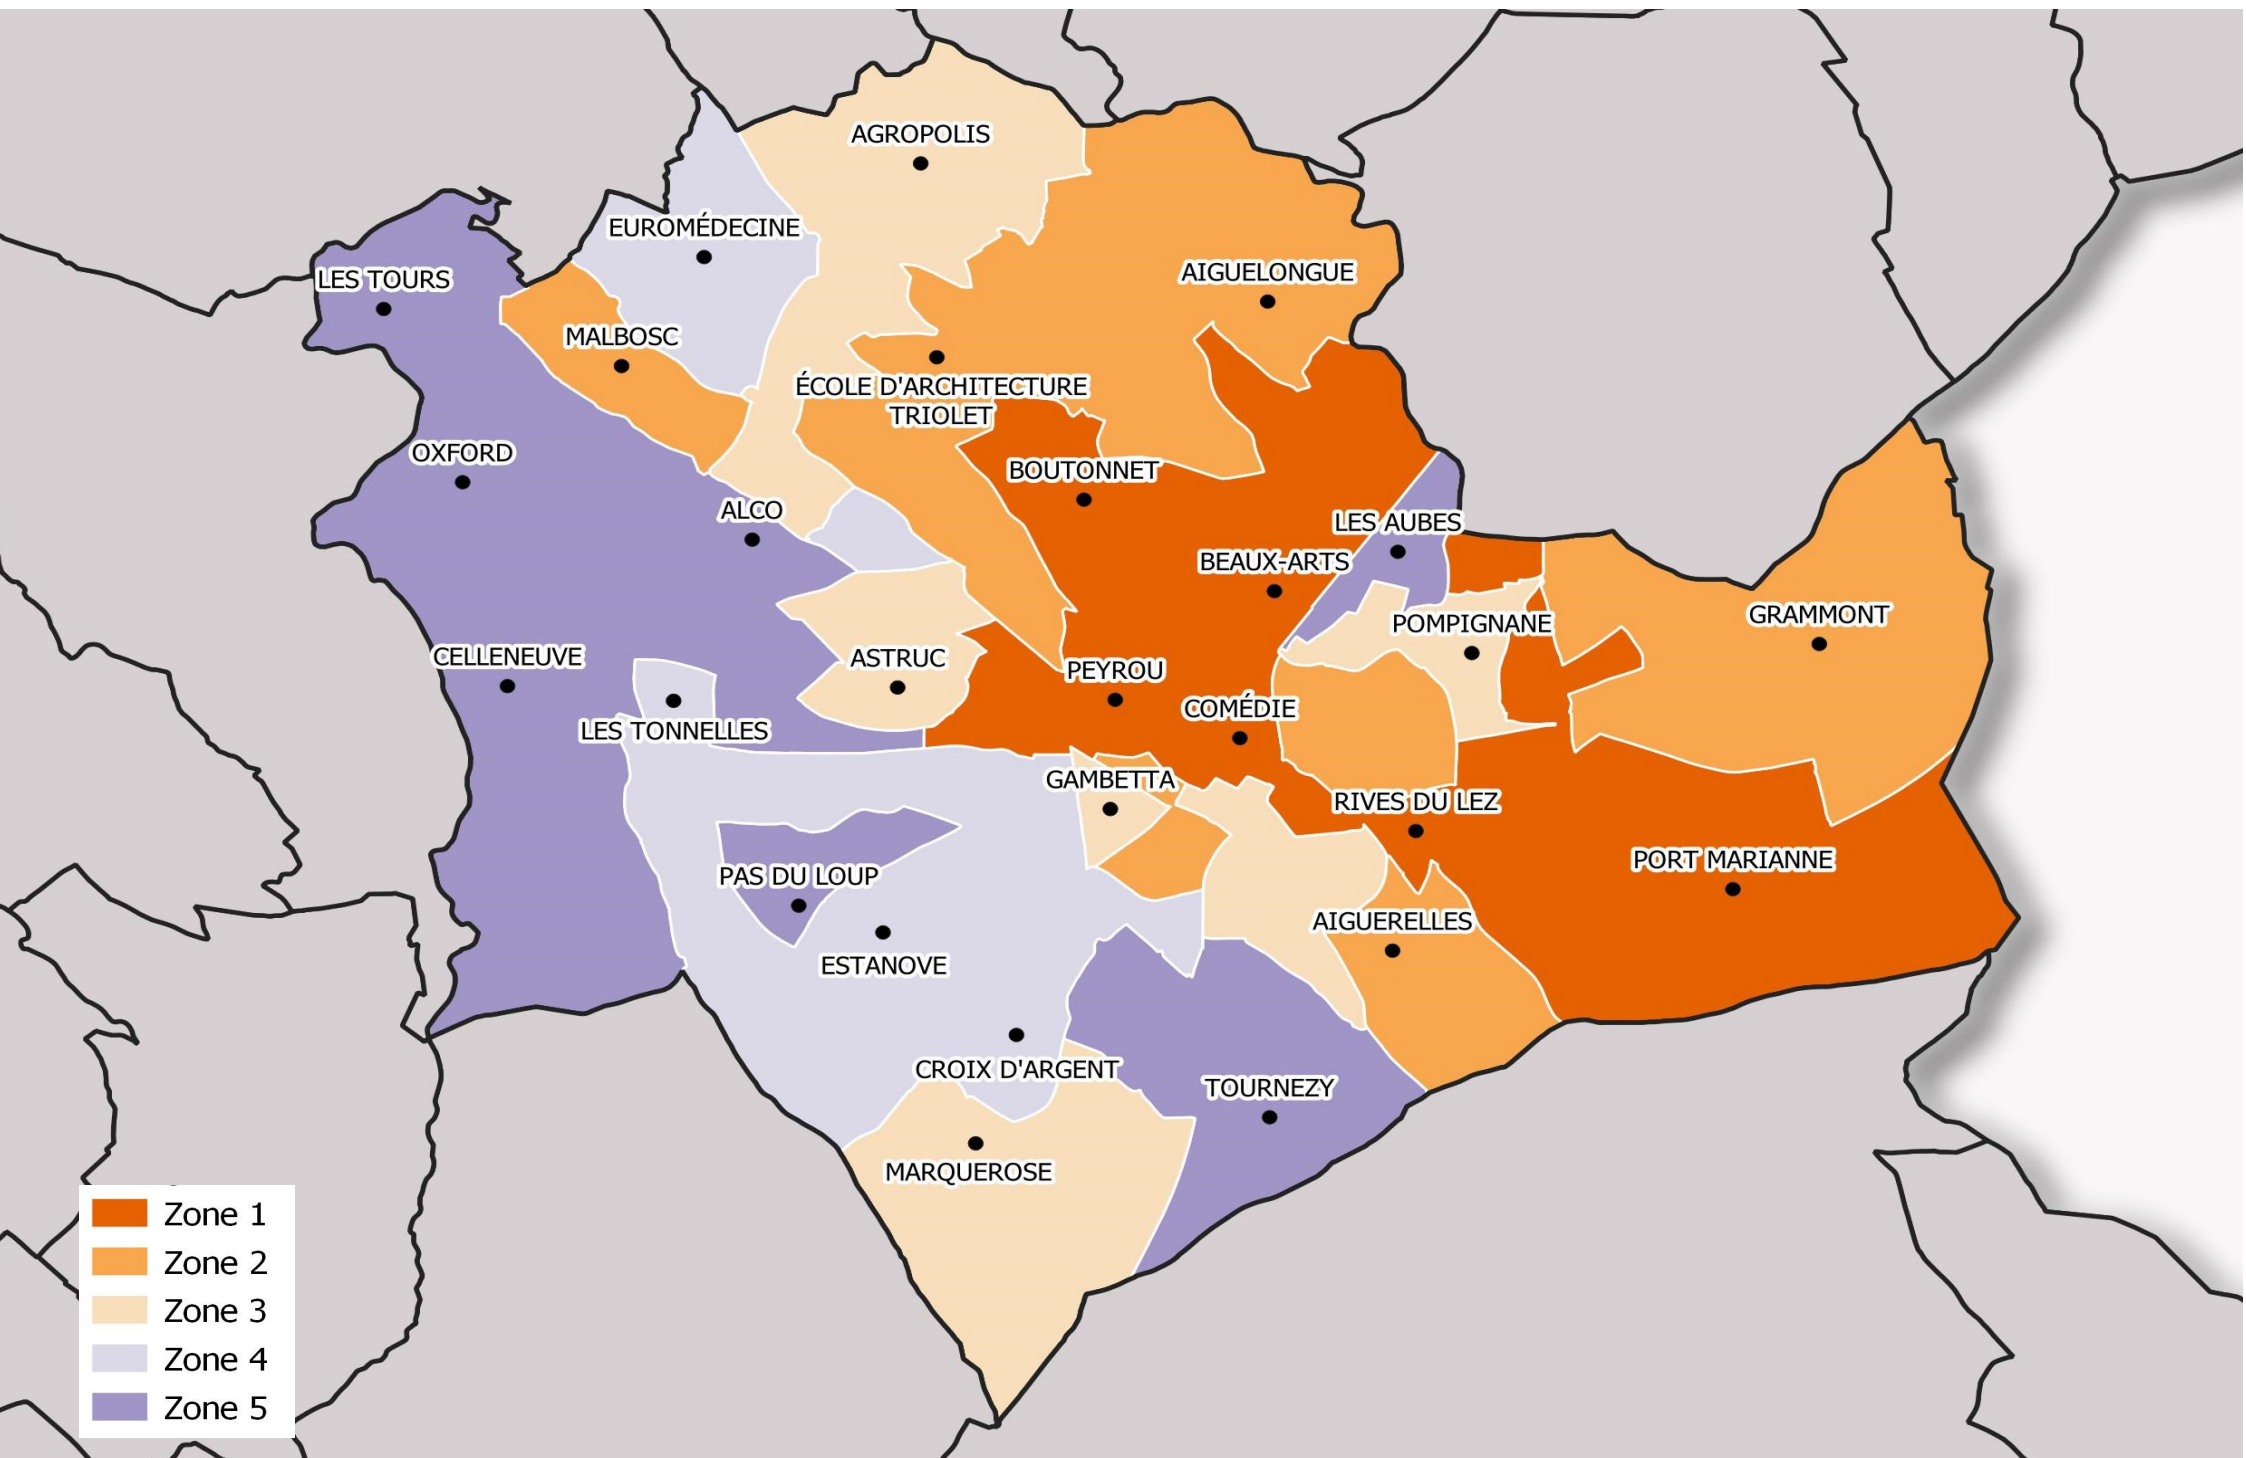 AGROPOLIS
EUROMÉDECINE
AIGUELONGUE
LES TOURS
MALBOSC
ÉCOLE D'ARCHITECTURE
TRIOLET
OXFORD
BOUTONNET
ALCO
LES AUBES
BEAUX-ARTS
GRAMMONT
POMPIGNANE
CELLENEUVE
ASTRUC
PEYROU
COMÉDIE
LES TONNELLES
GAMBETTA
RIVES DU LEZ
PORT MARIANNE
PAS DU LOUP
AIGUERELLES
ESTANOVE
CROIX D'ARGENT
TOURNEZY
MARQUEROSE
Zone 1
Zone 2
Zone 3
Zone 4
Zone 5